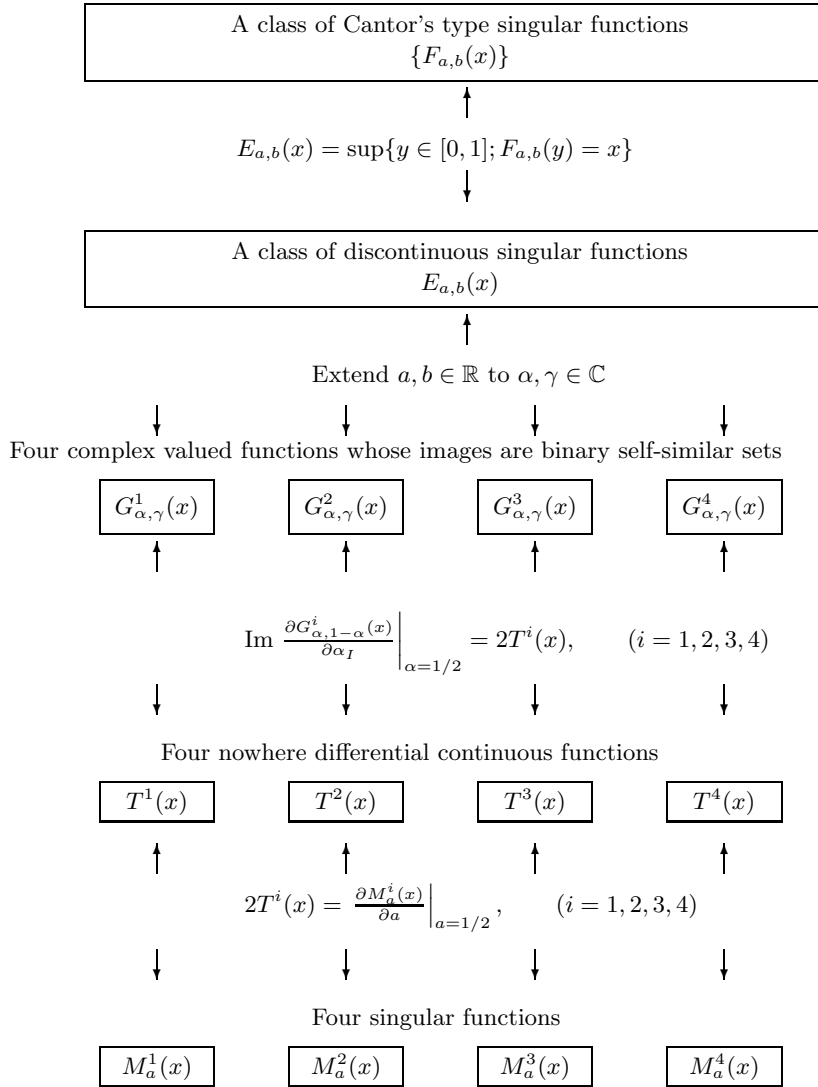 A class of Cantor's type singular functions
{F_{a,b}(x)}
E_{a,b}(x) = sup{y ∈ [0, 1]; F_{a,b}(y) = x}
A class of discontinuous singular functions
E_{a,b}(x)
Extend a, b ∈ ℝ to α, γ ∈ ℂ
Four complex valued functions whose images are binary self-similar sets
G^1_{α,γ}(x) G^2_{α,γ}(x) G^3_{α,γ}(x) G^4_{α,γ}(x)
Im ∂G^i_{α,1−α}(x)/∂α_I |_{α=1/2} = 2T^i(x), (i = 1, 2, 3, 4)
Four nowhere differential continuous functions
T^1(x) T^2(x) T^3(x) T^4(x)
2T^i(x) = ∂M^i_a(x)/∂a |_{a=1/2}, (i = 1, 2, 3, 4)
Four singular functions
M^1_a(x) M^2_a(x) M^3_a(x) M^4_a(x)